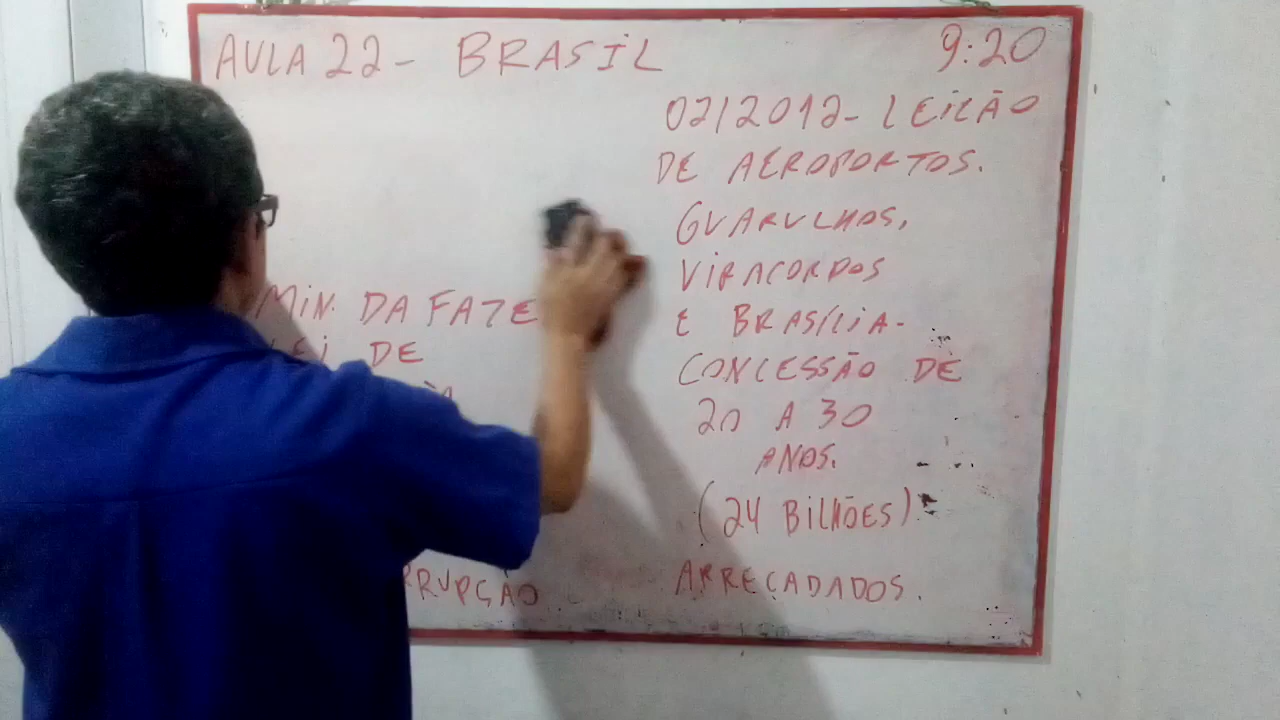 AULA 22 - BRASIL
9:20
MIN. DA FAZE
LEI DE
RRUPÇÃO
02/2012 - LEILÃO
DE AEROPORTOS.
GUARULHOS,
VIRACOPOS
E BRASÍLIA -
CONCESSÃO DE
20 A 30
ANOS.
(24 BILHÕES)
ARRECADADOS.